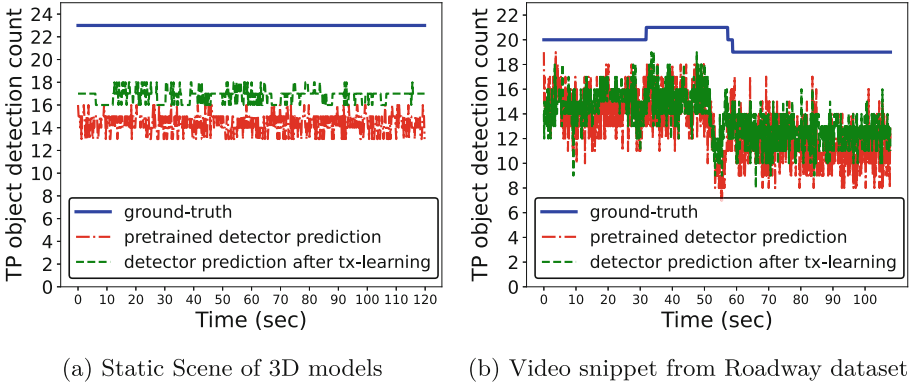 TP object detection count
24
22
20
18
16
14
12
10
8
6
4
2
0
ground-truth
pretrained detector prediction
detector prediction after tx-learning
0 10 20 30 40 50 60 70 80 90 100 110 120
Time (sec)
(a) Static Scene of 3D models
TP object detection count
22
20
18
16
14
12
10
8
6
4
2
0
ground-truth
pretrained detector prediction
detector prediction after tx-learning
0 10 20 30 40 50 60 70 80 90 100
Time (sec)
(b) Video snippet from Roadway dataset